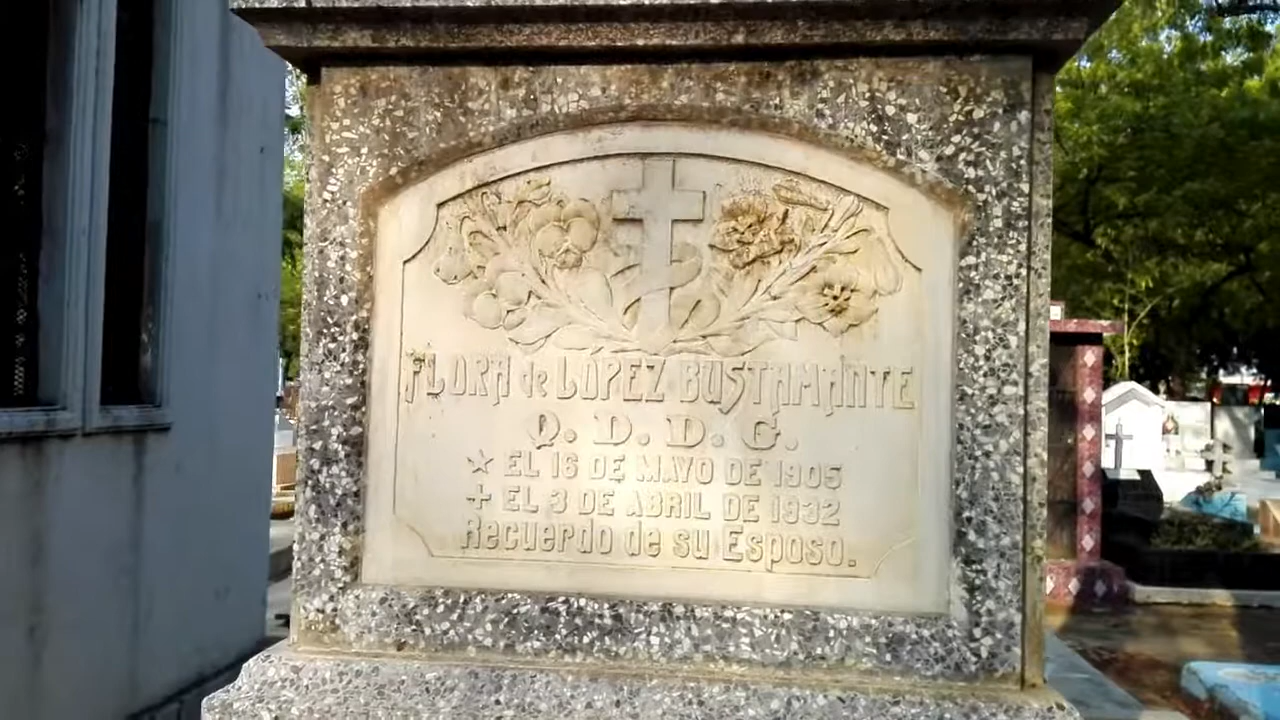 FLORA de LÓPEZ BUSTAMANTE
Q. D. D. G.
☆ EL 16 DE MAYO DE 1905
+ EL 3 DE ABRIL DE 1932
Recuerdo de su Esposo.